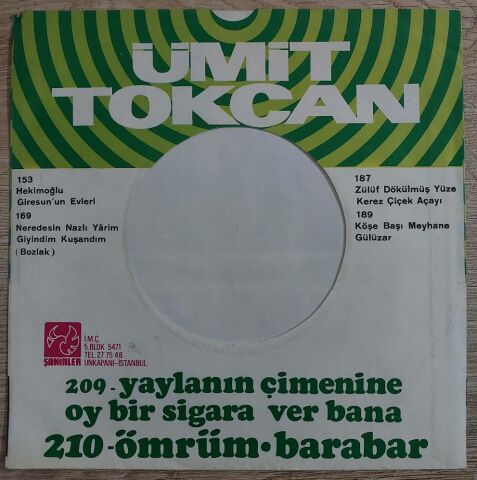 ÜMİT
TOKCAN
153
Hekimoğlu
Giresun'un Evleri
169
Neredesin Nazlı Yârim
Giyindim Kuşandım
(Bozlak)
187
Zülüf Dökülmüş Yüze
Kerez Çiçek Açayı
189
Köşe Başı Meyhane
Gülüzar
ŞAHİNLER
İ.M.Ç.
5.BLOK 5471
TEL. 27 75 48
UNKAPANI-İSTANBUL
209-yaylanın çimenine
oy bir sigara ver bana
210-ömrüm•barabar